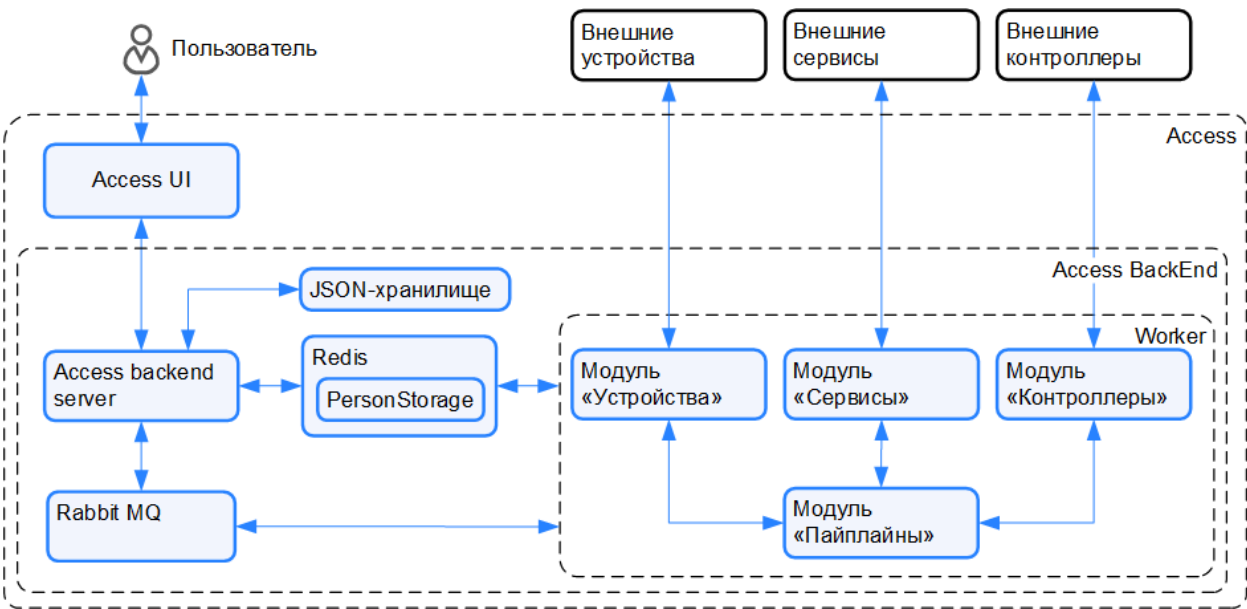 Пользователь
Внешние
устройства
Внешние
сервисы
Внешние
контроллеры
Access
Access UI
Access BackEnd
JSON-хранилище
Worker
Access backend
server
Redis
PersonStorage
Модуль
«Устройства»
Модуль
«Сервисы»
Модуль
«Контроллеры»
Rabbit MQ
Модуль
«Пайплайны»